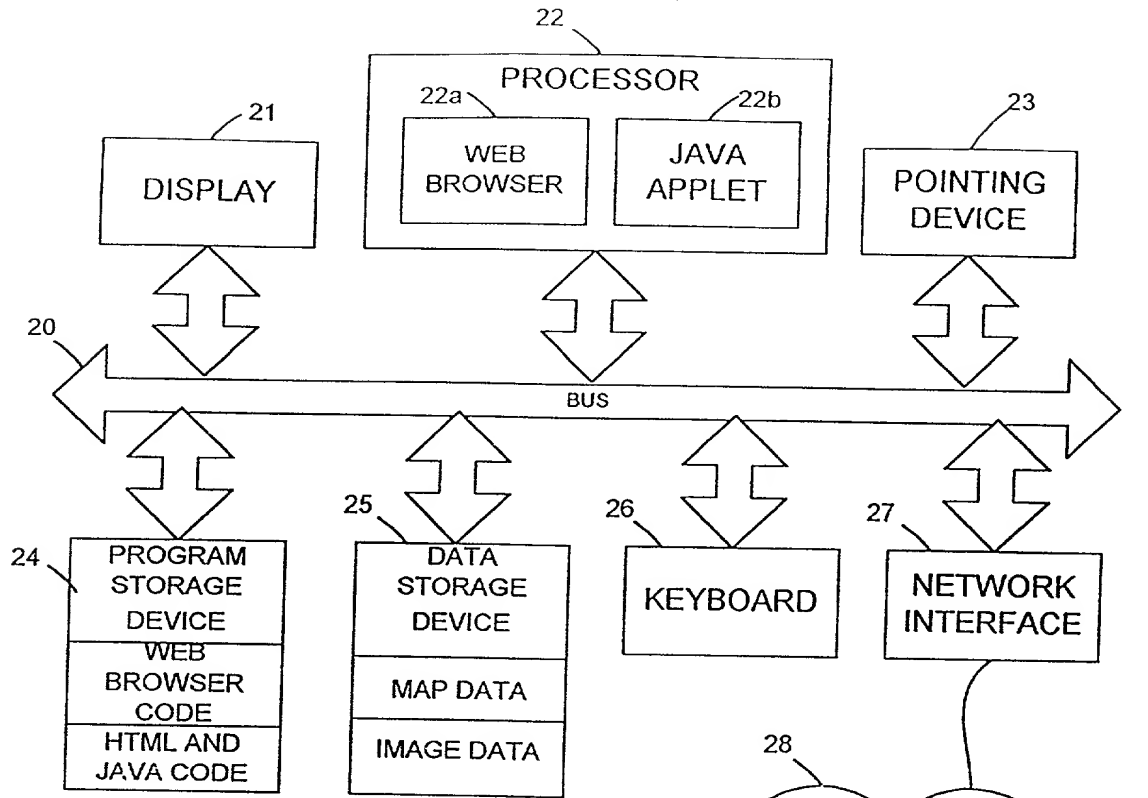 22
PROCESSOR
22a
22b
21
23
DISPLAY
WEB
BROWSER
JAVA
APPLET
POINTING
DEVICE
20
BUS
24
PROGRAM
STORAGE
DEVICE
WEB
BROWSER
CODE
HTML AND
JAVA CODE
25
DATA
STORAGE
DEVICE
MAP DATA
IMAGE DATA
26
KEYBOARD
27
NETWORK
INTERFACE
28